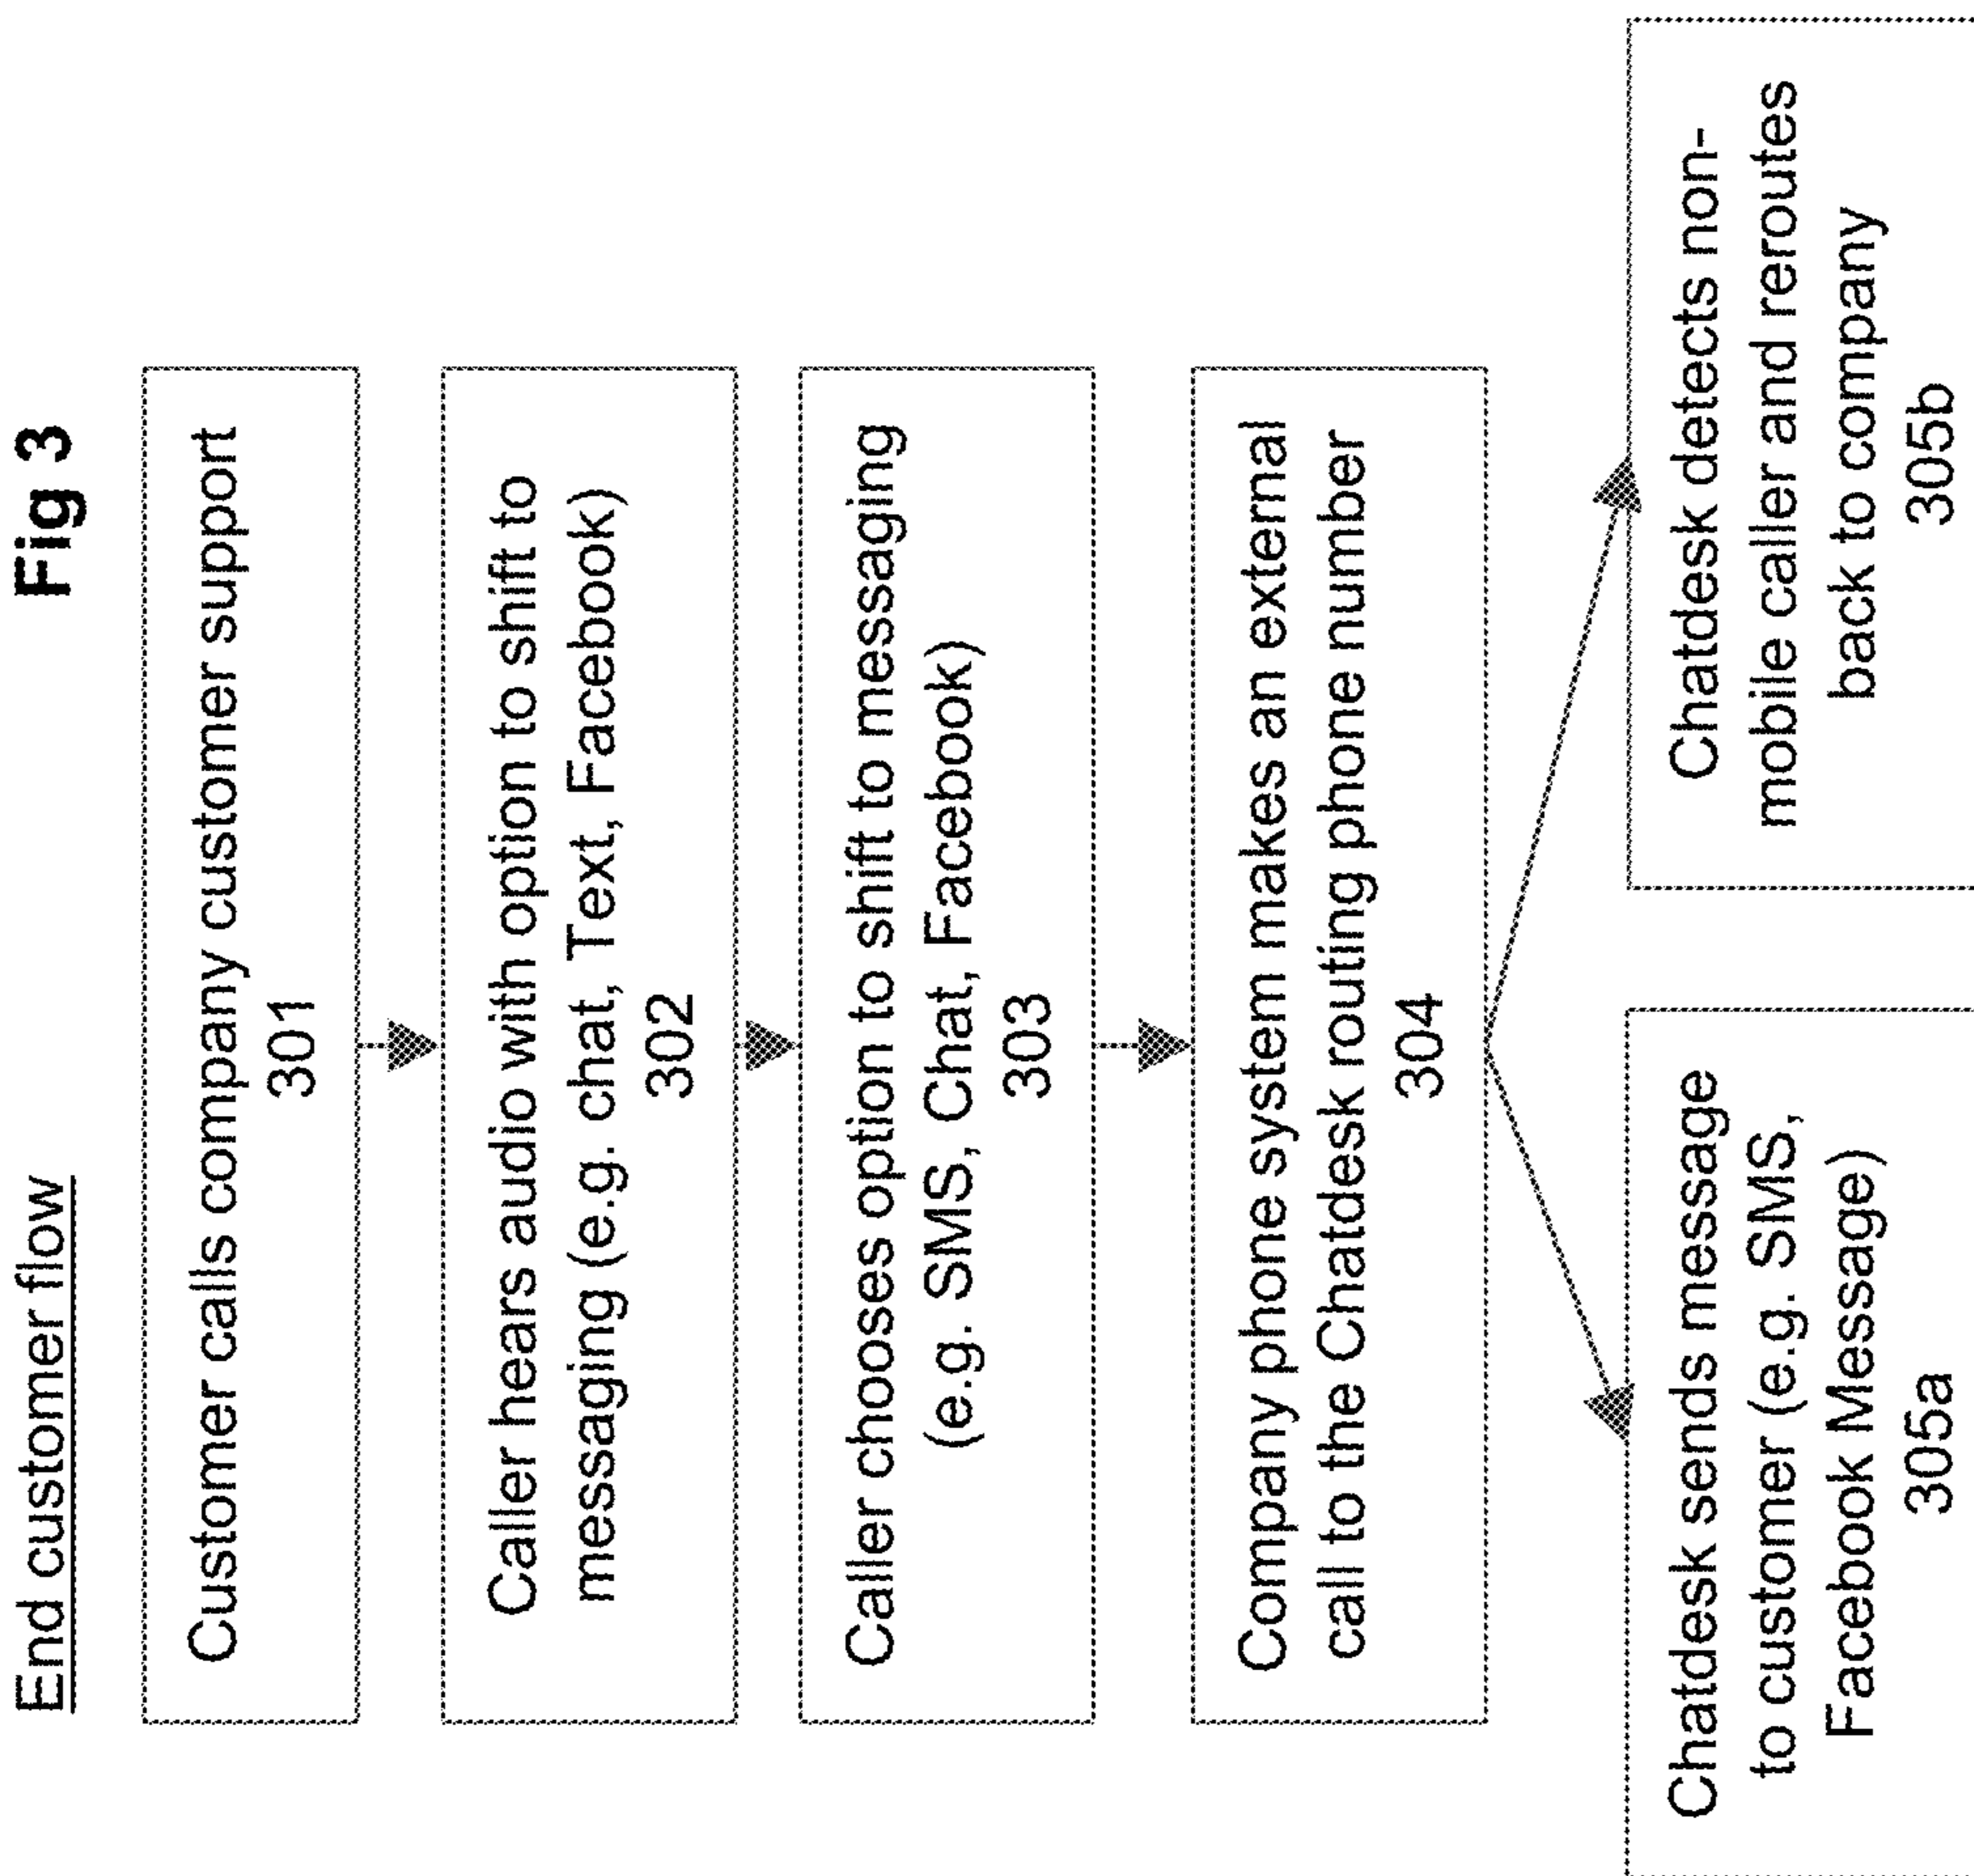 End customer flow
Fig 3
Customer calls company customer support
301
Caller hears audio with option to shift to
messaging (e.g. chat, Text, Facebook)
302
Caller chooses option to shift to messaging
(e.g. SMS, Chat, Facebook)
303
Company phone system makes an external
call to the Chatdesk routing phone number
304
Chatdesk sends message
to customer (e.g. SMS,
Facebook Message)
305a
Chatdesk detects non-
mobile caller and reroutes
back to company
305b